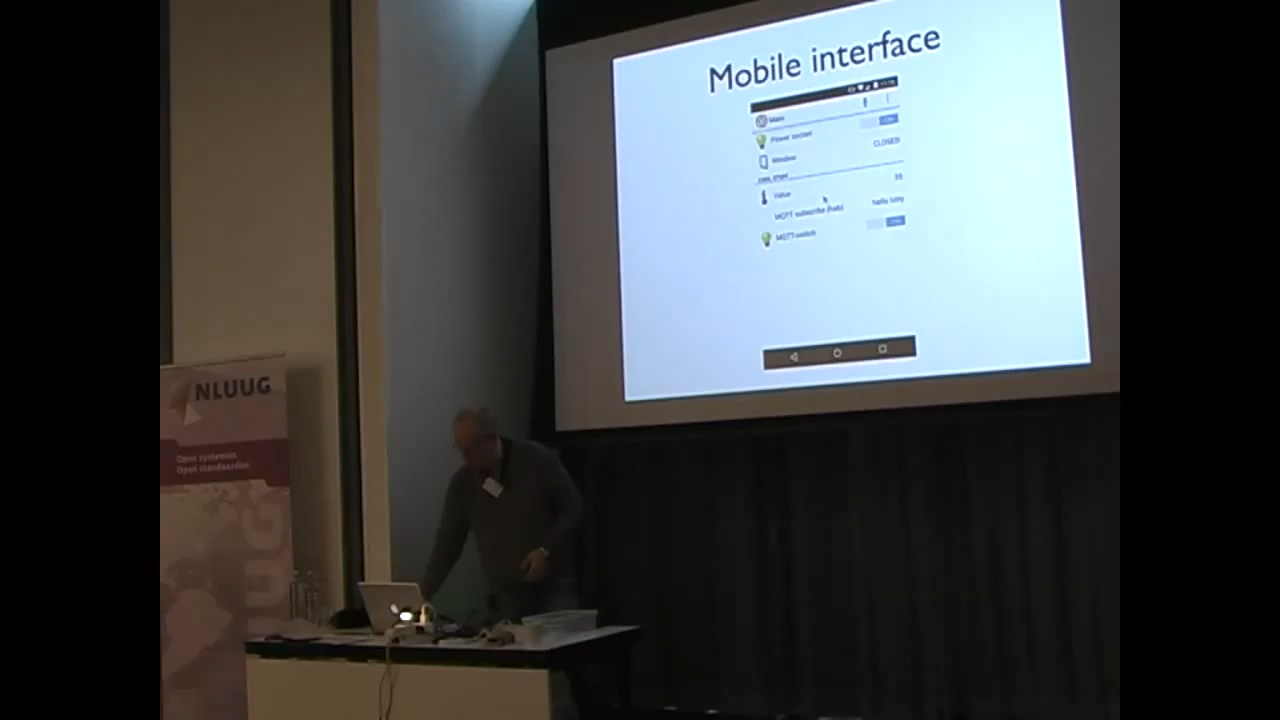 Mobile interface
Main
Power socket
Window
CLOSED
Value
MQTT subscribe (hab)
hello kitty
MQTT-switch
NLUUG
Open systemen
Open standaarden